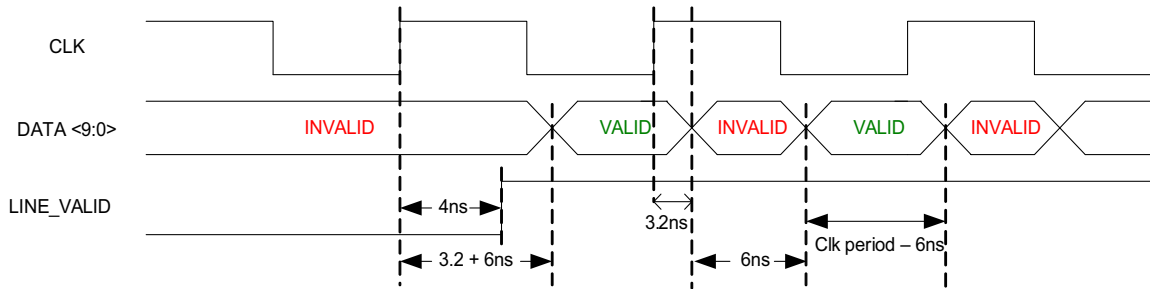 CLK
DATA <9:0>
INVALID
VALID
INVALID
VALID
INVALID
LINE_VALID
4ns
3.2ns
3.2 + 6ns
6ns
Clk period – 6ns